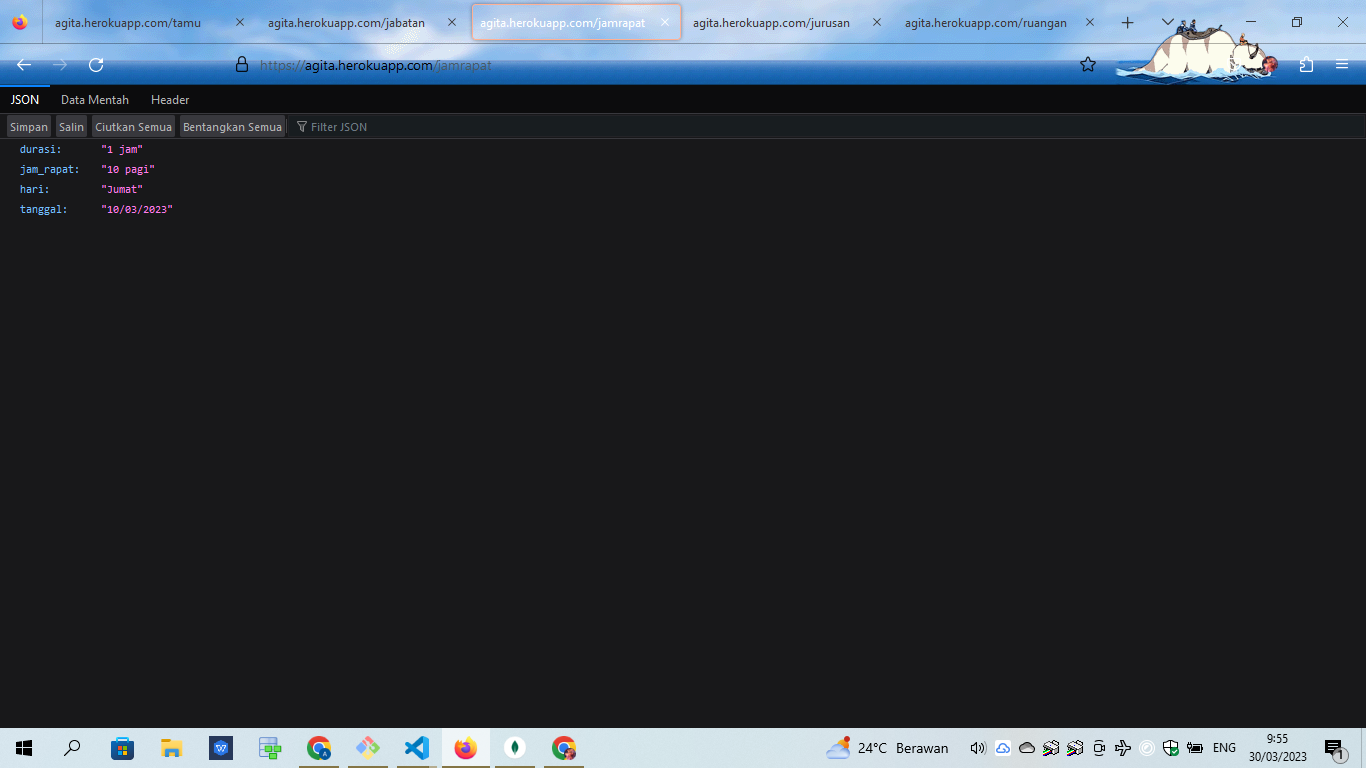 agita.herokuapp.com/tamu agita.herokuapp.com/jabatan agita.herokuapp.com/jamrapat agita.herokuapp.com/jurusan agita.herokuapp.com/ruangan
https://agita.herokuapp.com/jamrapat
JSON Data Mentah Header
Simpan Salin Ciutkan Semua Bentangkan Semua Filter JSON
durasi: "1 jam"
jam_rapat: "10 pagi"
hari: "Jumat"
tanggal: "10/03/2023"
24°C Berawan ENG 9:55
30/03/2023 1